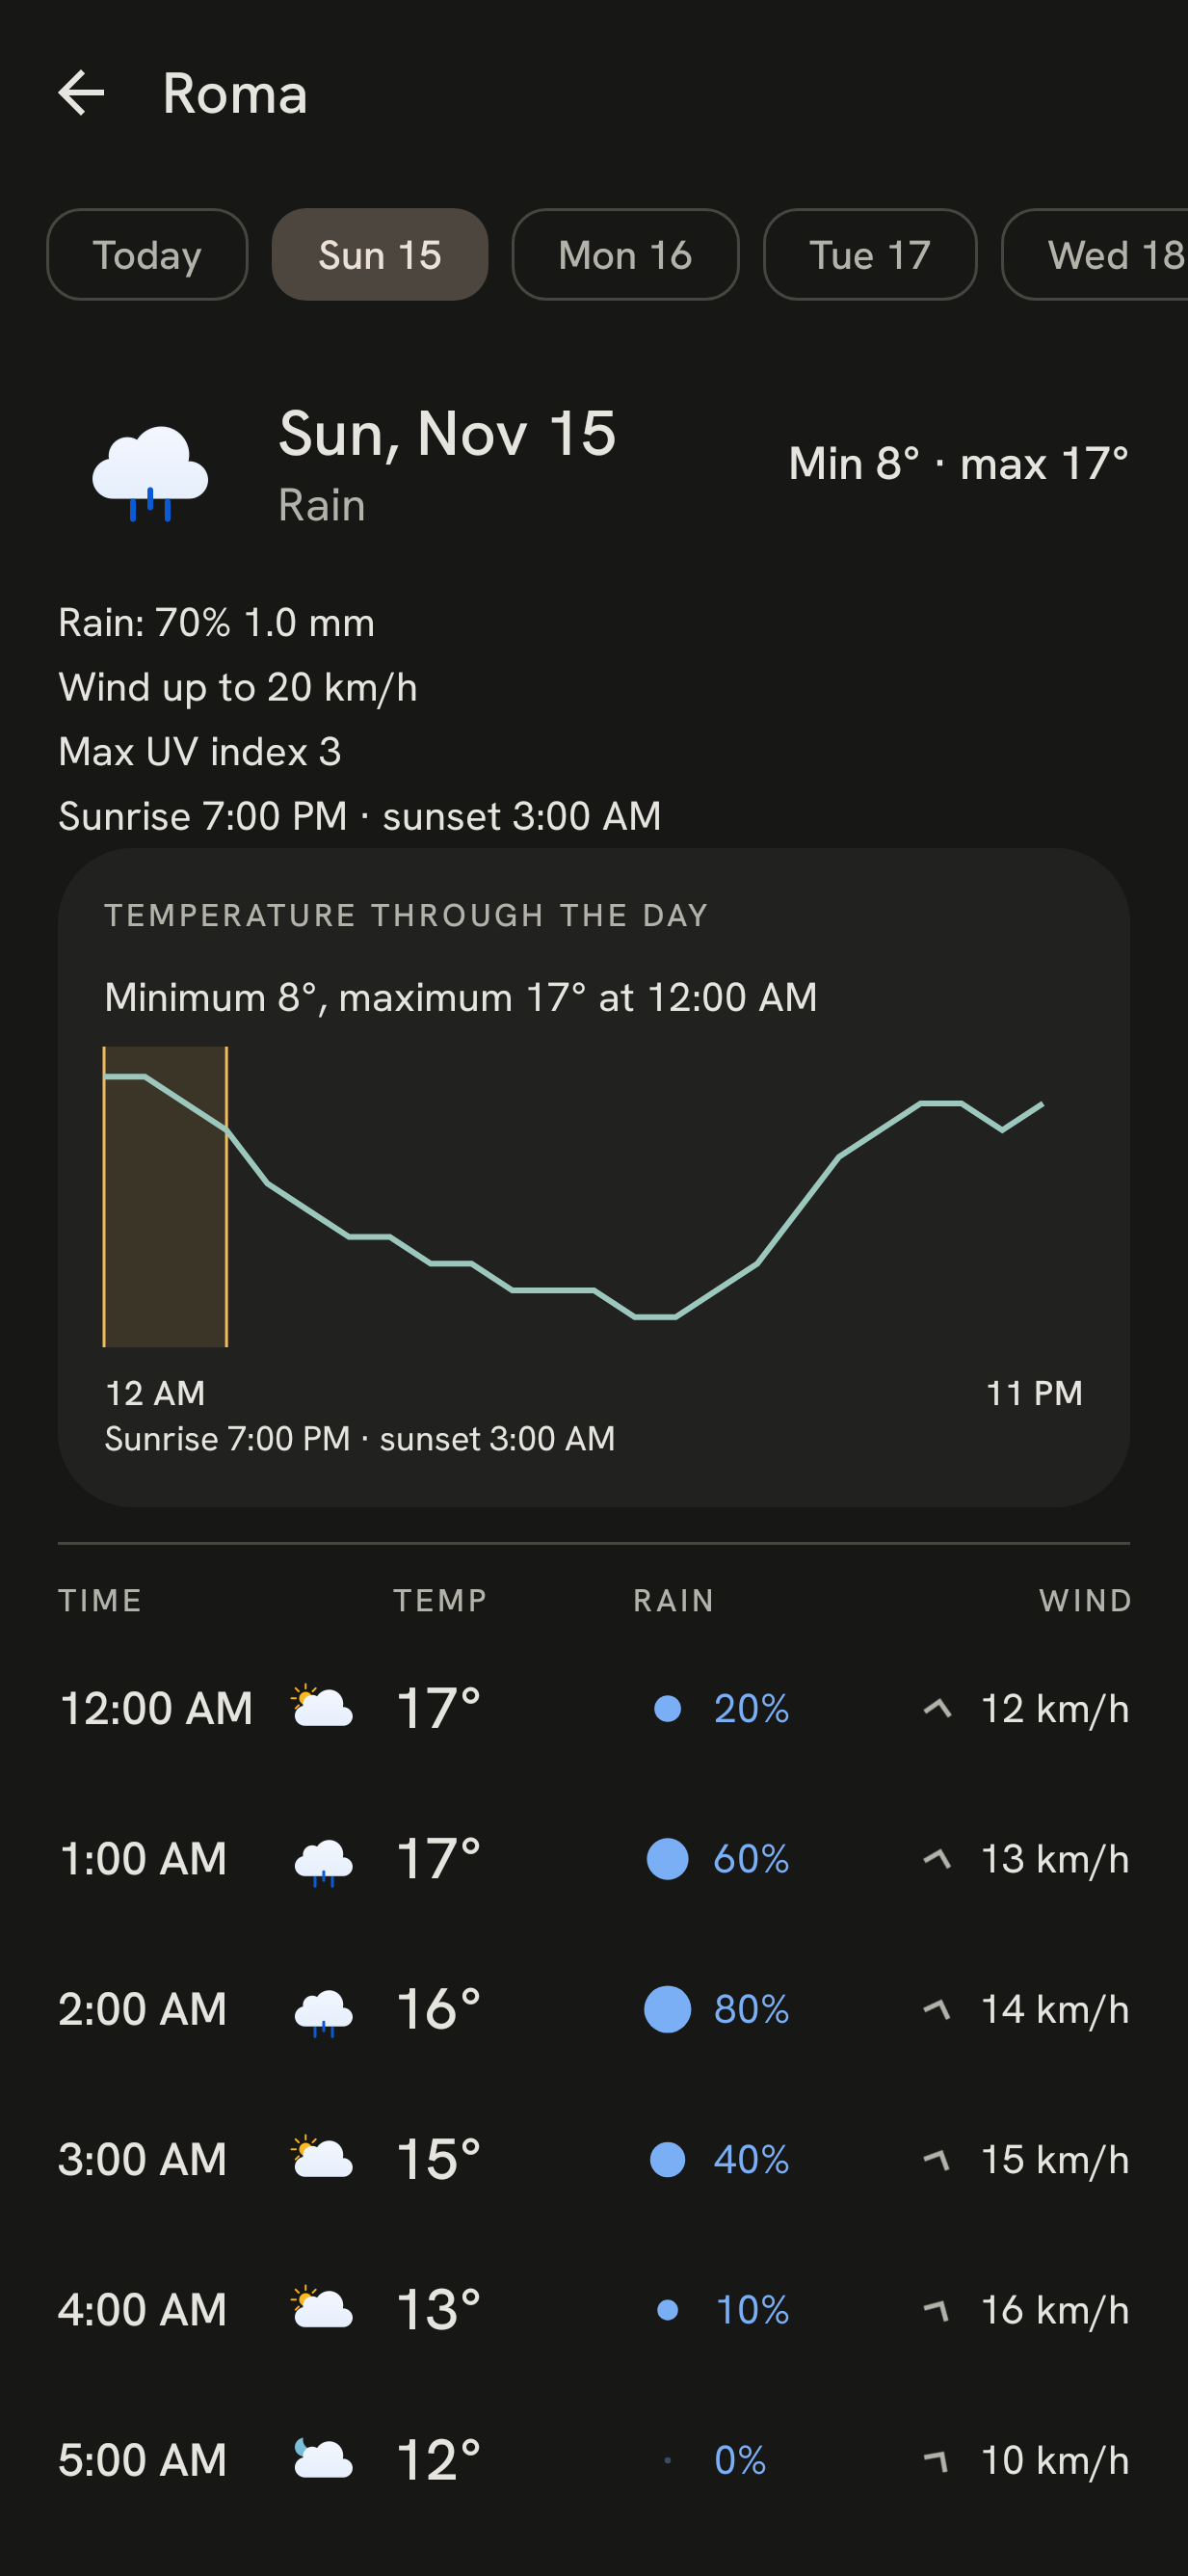 Roma
Today Sun 15 Mon 16 Tue 17 Wed 18
Sun, Nov 15
Rain
Min 8° · max 17°
Rain: 70% 1.0 mm
Wind up to 20 km/h
Max UV index 3
Sunrise 7:00 PM · sunset 3:00 AM
TEMPERATURE THROUGH THE DAY
Minimum 8°, maximum 17° at 12:00 AM
12 AM 11 PM
Sunrise 7:00 PM · sunset 3:00 AM
TIME TEMP RAIN WIND
12:00 AM 17° 20% 12 km/h
1:00 AM 17° 60% 13 km/h
2:00 AM 16° 80% 14 km/h
3:00 AM 15° 40% 15 km/h
4:00 AM 13° 10% 16 km/h
5:00 AM 12° 0% 10 km/h